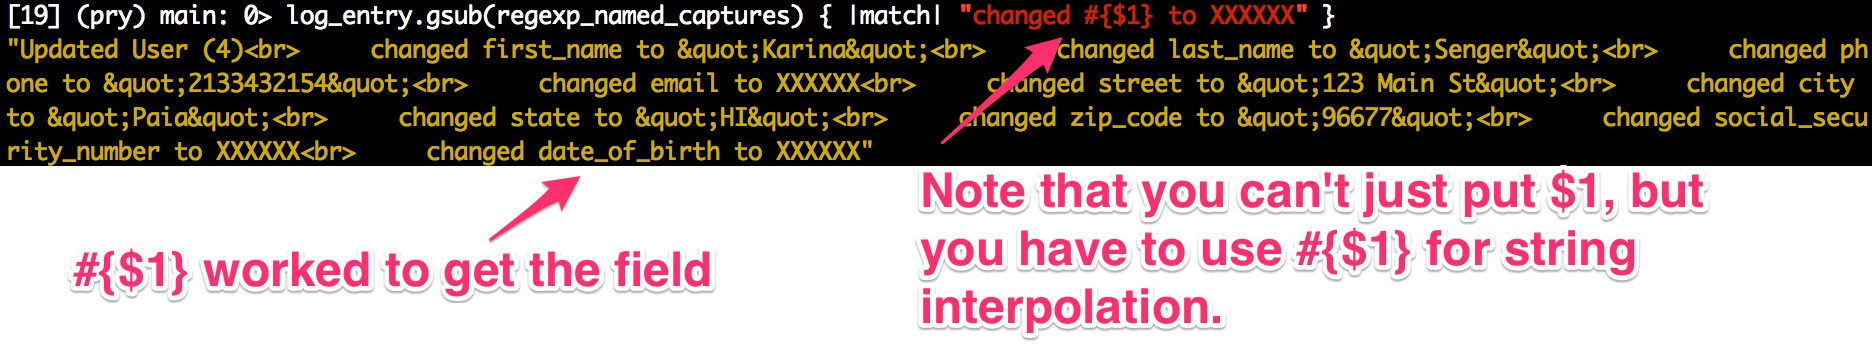 [19] (pry) main: 0> log_entry.gsub(regexp_named_captures) { |match| "changed #{$1} to XXXXXX" }
"Updated User (4)<br>     changed first_name to &quot;Karina&quot;<br>     changed last_name to &quot;Senger&quot;<br>     changed ph
one to &quot;2133432154&quot;<br>     changed email to XXXXXX<br>     changed street to &quot;123 Main St&quot;<br>     changed city
to &quot;Paia&quot;<br>     changed state to &quot;HI&quot;<br>     changed zip_code to &quot;96677&quot;<br>     changed social_secu
rity_number to XXXXXX<br>     changed date_of_birth to XXXXXX"
#{$1} worked to get the field
Note that you can't just put $1, but
you have to use #{$1} for string
interpolation.